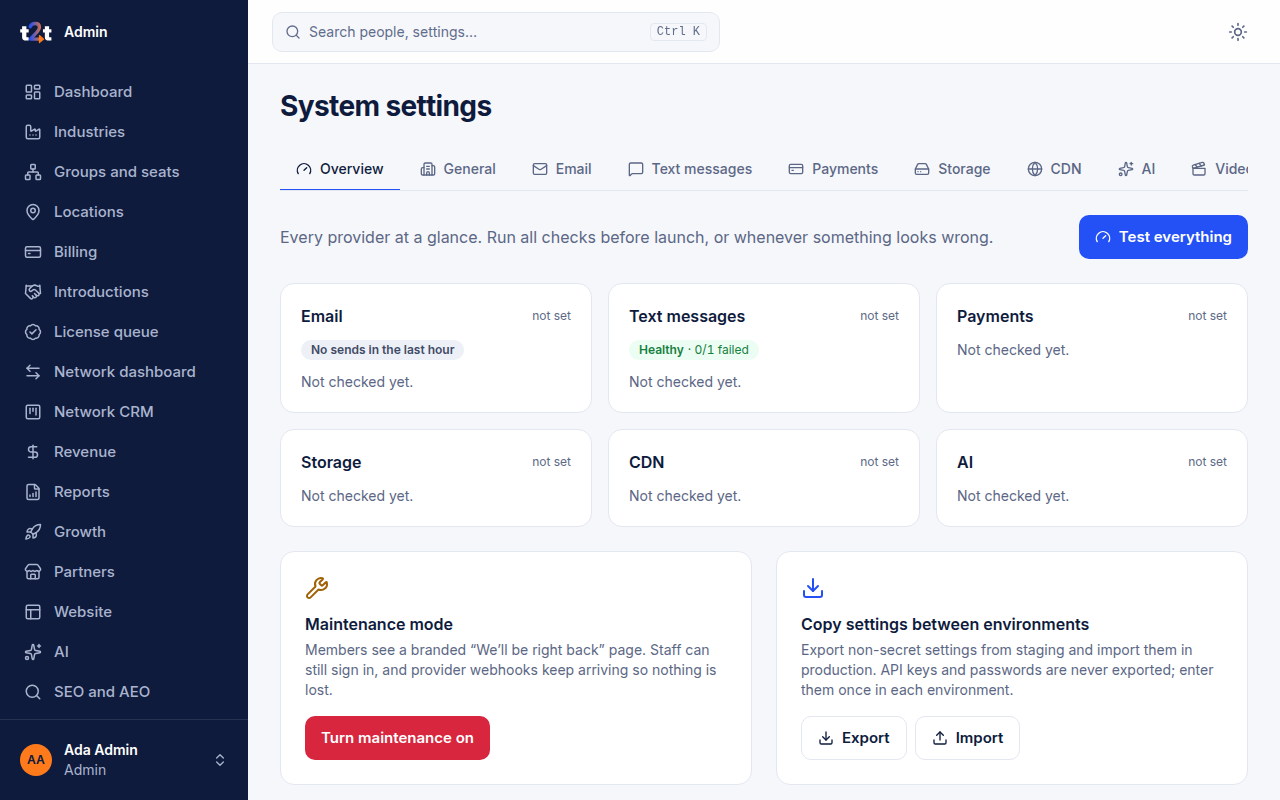 t2t Admin
Search people, settings...
Ctrl K
Dashboard
Industries
Groups and seats
Locations
Billing
Introductions
License queue
Network dashboard
Network CRM
Revenue
Reports
Growth
Partners
Website
AI
SEO and AEO
AA
Ada Admin
Admin
System settings
Overview
General
Email
Text messages
Payments
Storage
CDN
AI
Every provider at a glance. Run all checks before launch, or whenever something looks wrong.
Test everything
Email
not set
No sends in the last hour
Not checked yet.
Text messages
not set
Healthy · 0/1 failed
Not checked yet.
Payments
not set
Not checked yet.
Storage
not set
Not checked yet.
CDN
not set
Not checked yet.
AI
not set
Not checked yet.
Maintenance mode
Members see a branded “We’ll be right back” page. Staff can
still sign in, and provider webhooks keep arriving so nothing is
lost.
Turn maintenance on
Copy settings between environments
Export non-secret settings from staging and import them in
production. API keys and passwords are never exported; enter
them once in each environment.
Export
Import